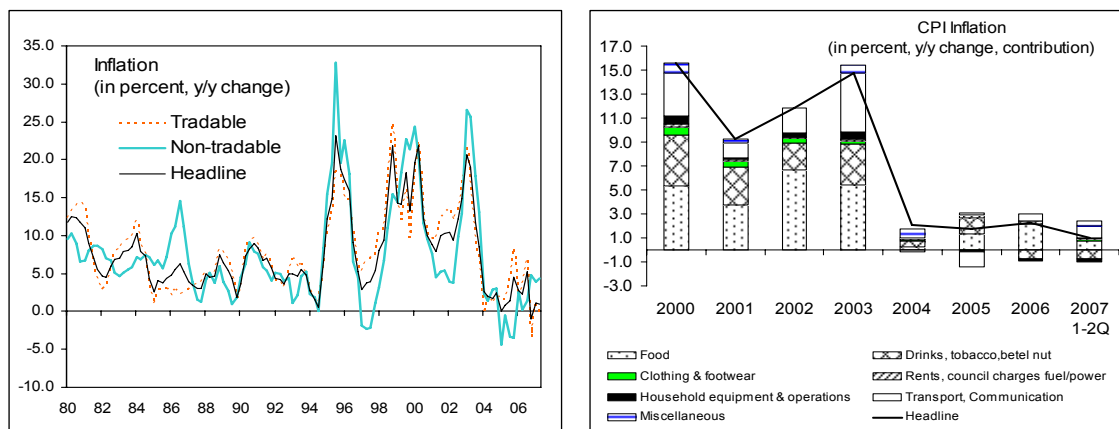 Inflation
(in percent, y/y change)
Tradable
Non-tradable
Headline
35.0
30.0
25.0
20.0
15.0
10.0
5.0
0.0
-5.0
-10.0
80 82 84 86 88 90 92 94 96 98 00 02 04 06
CPI Inflation
(in percent, y/y change, contribution)
17.0
15.0
13.0
11.0
9.0
7.0
5.0
3.0
1.0
-1.0
-3.0
2000 2001 2002 2003 2004 2005 2006 2007
1-2Q
Food
Drinks, tobacco,betel nut
Clothing & footwear
Rents, council charges fuel/power
Household equipment & operations
Transport, Communication
Miscellaneous
Headline